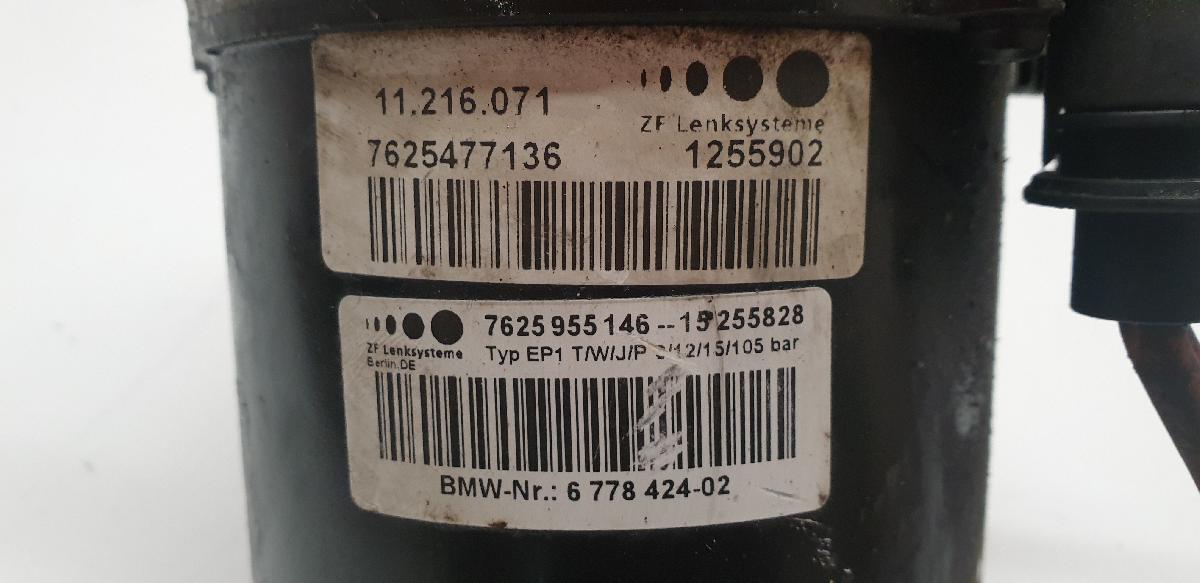 11.216.071
ZF Lenksysteme
7625477136 1255902
ZF Lenksysteme
Berlin.DE
7625 955 146--15 255828
Typ EP1 T/W/J/P /12/15/105 bar
BMW-Nr.: 6 778 424-02